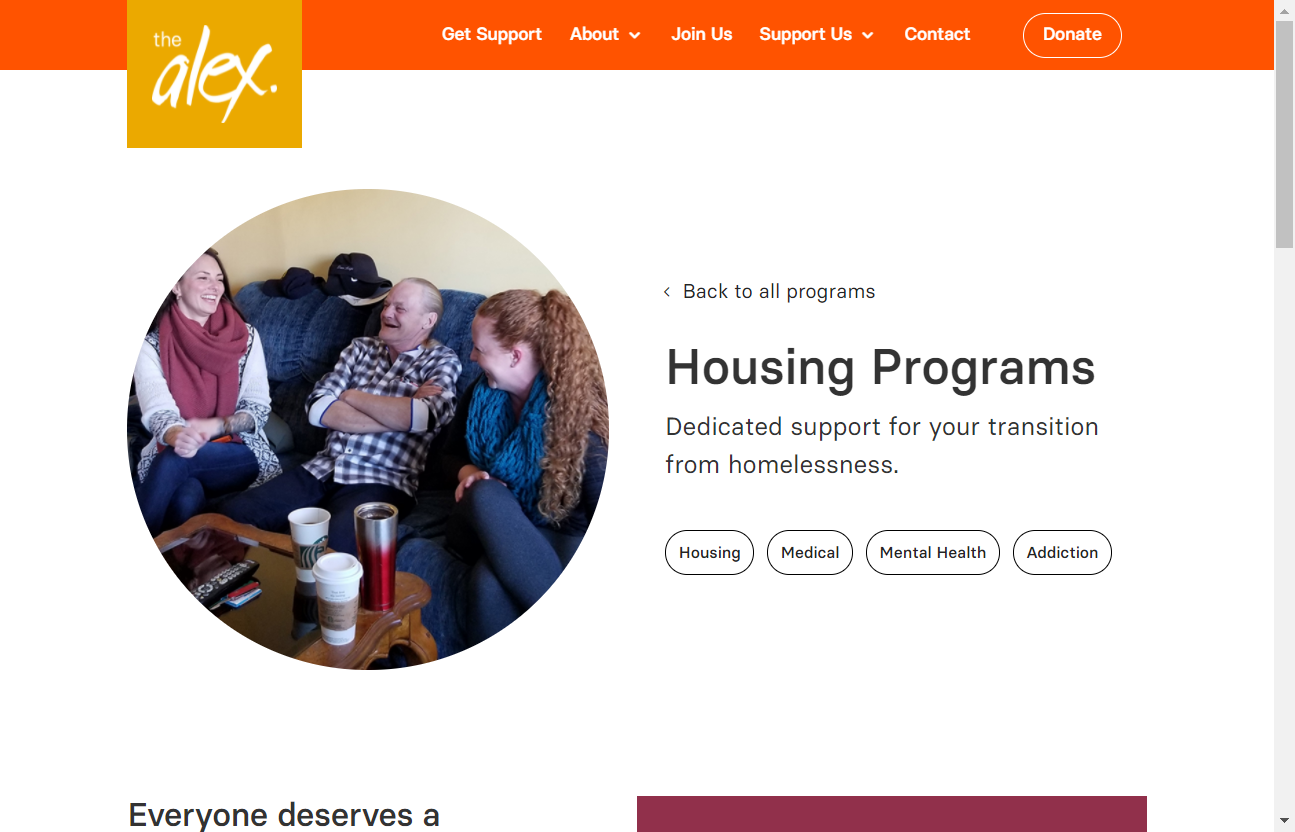 the
alex.
Get Support About Join Us Support Us Contact Donate
Back to all programs
Housing Programs
Dedicated support for your transition
from homelessness.
Housing Medical Mental Health Addiction
Everyone deserves a